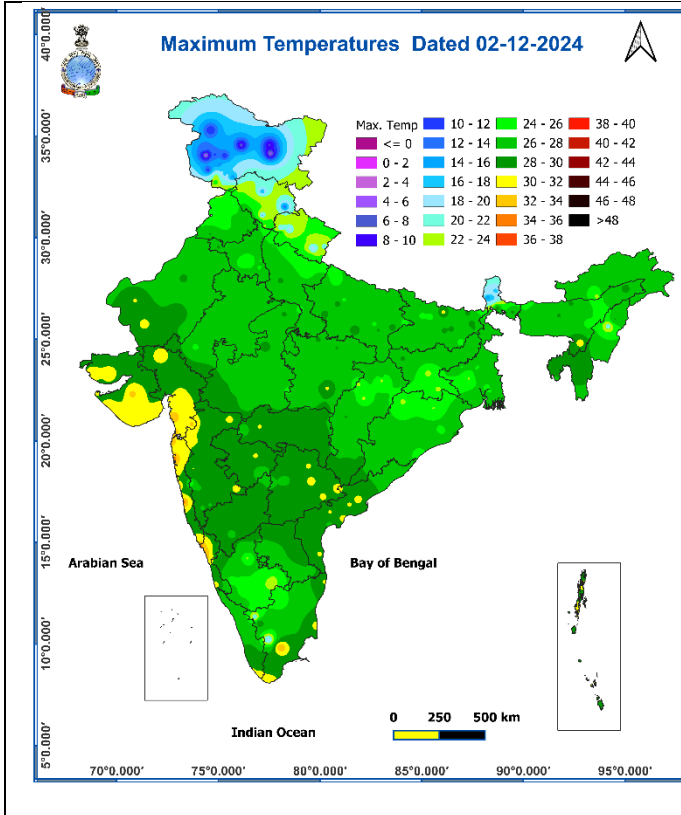 Maximum Temperatures Dated 02-12-2024
Max. Temp
<= 0
0 - 2
2 - 4
4 - 6
6 - 8
8 - 10
10 - 12
12 - 14
14 - 16
16 - 18
18 - 20
20 - 22
22 - 24
24 - 26
26 - 28
28 - 30
30 - 32
32 - 34
34 - 36
36 - 38
38 - 40
40 - 42
42 - 44
44 - 46
46 - 48
>48
40°0.000′
35°0.000′
30°0.000′
25°0.000′
20°0.000′
15°0.000′
10°0.000′
5°0.000′
Arabian Sea
Bay of Bengal
Indian Ocean
0 250 500 km
70°0.000′ 75°0.000′ 80°0.000′ 85°0.000′ 90°0.000′ 95°0.000′